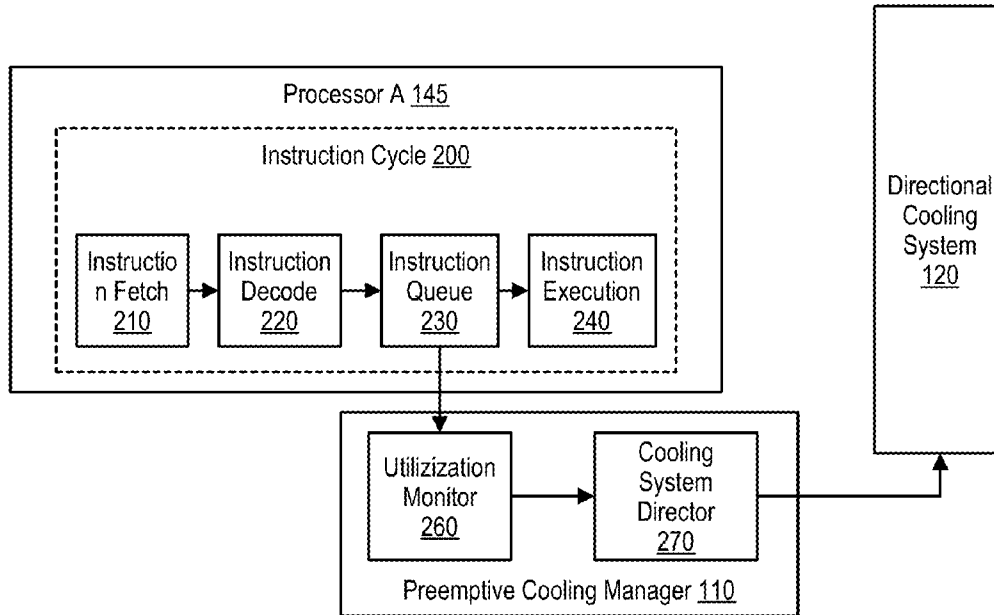 Processor A 145
Instruction Cycle 200
Instructio
n Fetch
210
Instruction
Decode
220
Instruction
Queue
230
Instruction
Execution
240
Directional
Cooling
System
120
Utilizization
Monitor
260
Cooling
System
Director
270
Preemptive Cooling Manager 110